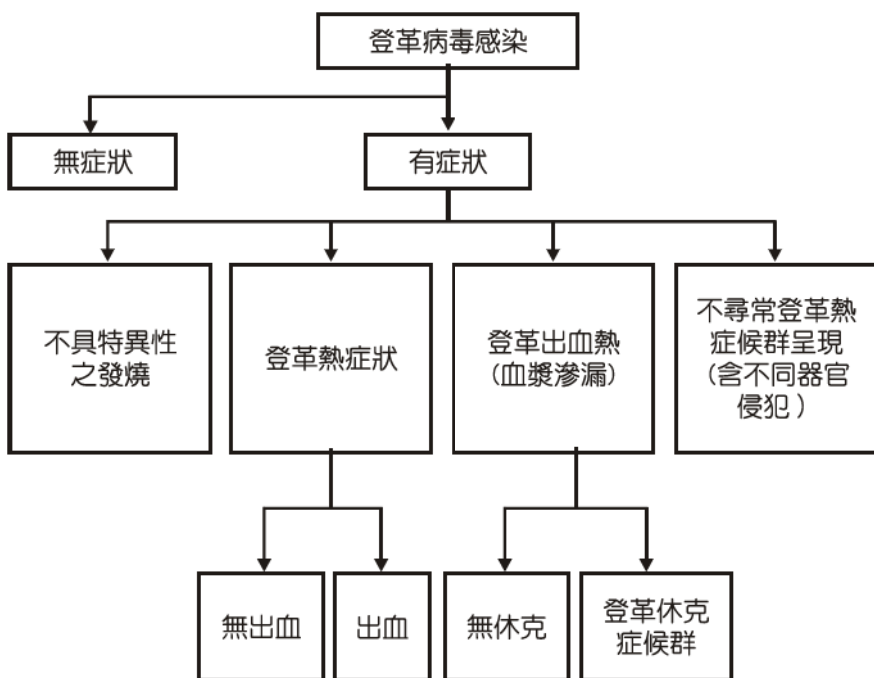 登革病毒感染
無症狀
有症狀
不具特異性
之發燒
登革熱症狀
登革出血熱
(血漿滲漏)
不尋常登革熱
症候群呈現
(含不同器官
侵犯)
無出血
出血
無休克
登革休克
症候群